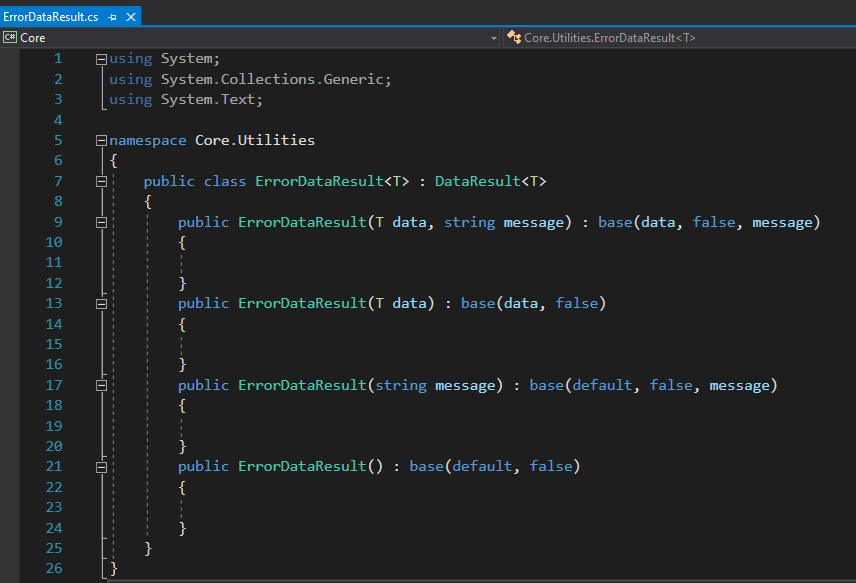 ErrorDataResult.cs
C# Core Core.Utilities.ErrorDataResult<T>
1 using System;
2 using System.Collections.Generic;
3 using System.Text;
4
5 namespace Core.Utilities
6 {
7 public class ErrorDataResult<T> : DataResult<T>
8 {
9 public ErrorDataResult(T data, string message) : base(data, false, message)
10 {
11
12 }
13 public ErrorDataResult(T data) : base(data, false)
14 {
15
16 }
17 public ErrorDataResult(string message) : base(default, false, message)
18 {
19
20 }
21 public ErrorDataResult() : base(default, false)
22 {
23
24 }
25 }
26 }